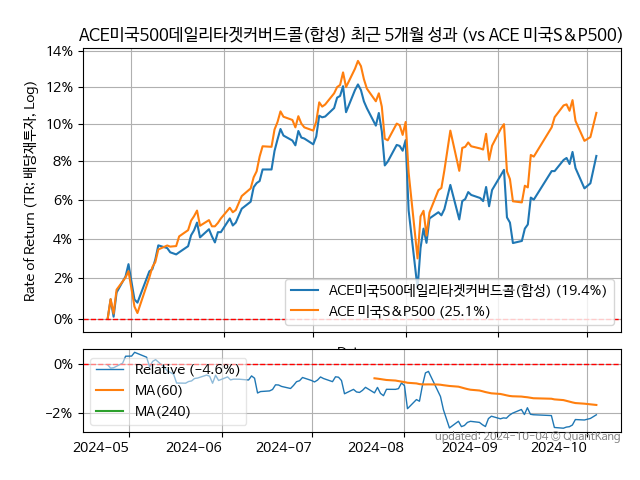 ACE미국500데일리타겟커버드콜(합성) 최근 5개월 성과 (vs ACE 미국S&P500)
Rate of Return (TR: 배당재투자, Log)
14%
12%
10%
8%
6%
4%
2%
0%
ACE미국500데일리타겟커버드콜(합성) (19.4%)
ACE 미국S&P500 (25.1%)
0%
−2%
Relative (−4.6%)
MA(60)
MA(240)
2024-05
2024-06
2024-07
2024-08
2024-09
2024-10
updated: 2024-10-04 © QuantKang